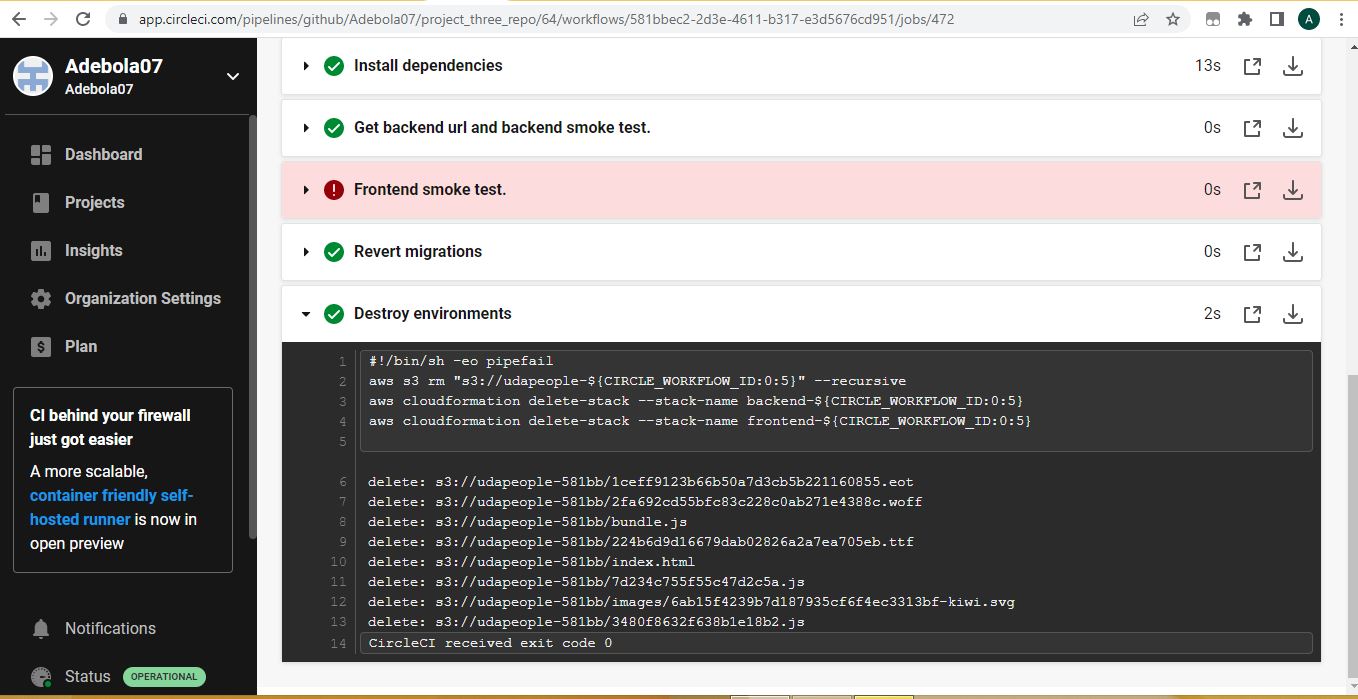 app.circleci.com/pipelines/github/Adebola07/project_three_repo/64/workflows/581bbec2-2d3e-4611-b317-e3d5676cd951/jobs/472
A
Adebola07
Adebola07
Dashboard
Projects
Insights
Organization Settings
Plan
CI behind your firewall
just got easier
A more scalable,
container friendly self-
hosted runner is now in
open preview
Notifications
Status OPERATIONAL
Install dependencies 13s
Get backend url and backend smoke test. 0s
Frontend smoke test. 0s
Revert migrations 0s
Destroy environments 2s
1 #!/bin/sh -eo pipefail
2 aws s3 rm "s3://udapeople-${CIRCLE_WORKFLOW_ID:0:5}" --recursive
3 aws cloudformation delete-stack --stack-name backend-${CIRCLE_WORKFLOW_ID:0:5}
4 aws cloudformation delete-stack --stack-name frontend-${CIRCLE_WORKFLOW_ID:0:5}
5
6 delete: s3://udapeople-581bb/1ceff9123b66b50a7d3cb5b221160855.eot
7 delete: s3://udapeople-581bb/2fa692cd55bfc83c228c0ab271e4388c.woff
8 delete: s3://udapeople-581bb/bundle.js
9 delete: s3://udapeople-581bb/224b6d9d16679dab02826a2a7ea705eb.ttf
10 delete: s3://udapeople-581bb/index.html
11 delete: s3://udapeople-581bb/7d234c755f55c47d2c5a.js
12 delete: s3://udapeople-581bb/images/6ab15f4239b7d187935cf6f4ec3313bf-kiwi.svg
13 delete: s3://udapeople-581bb/3480f8632f638b1e18b2.js
14 CircleCI received exit code 0